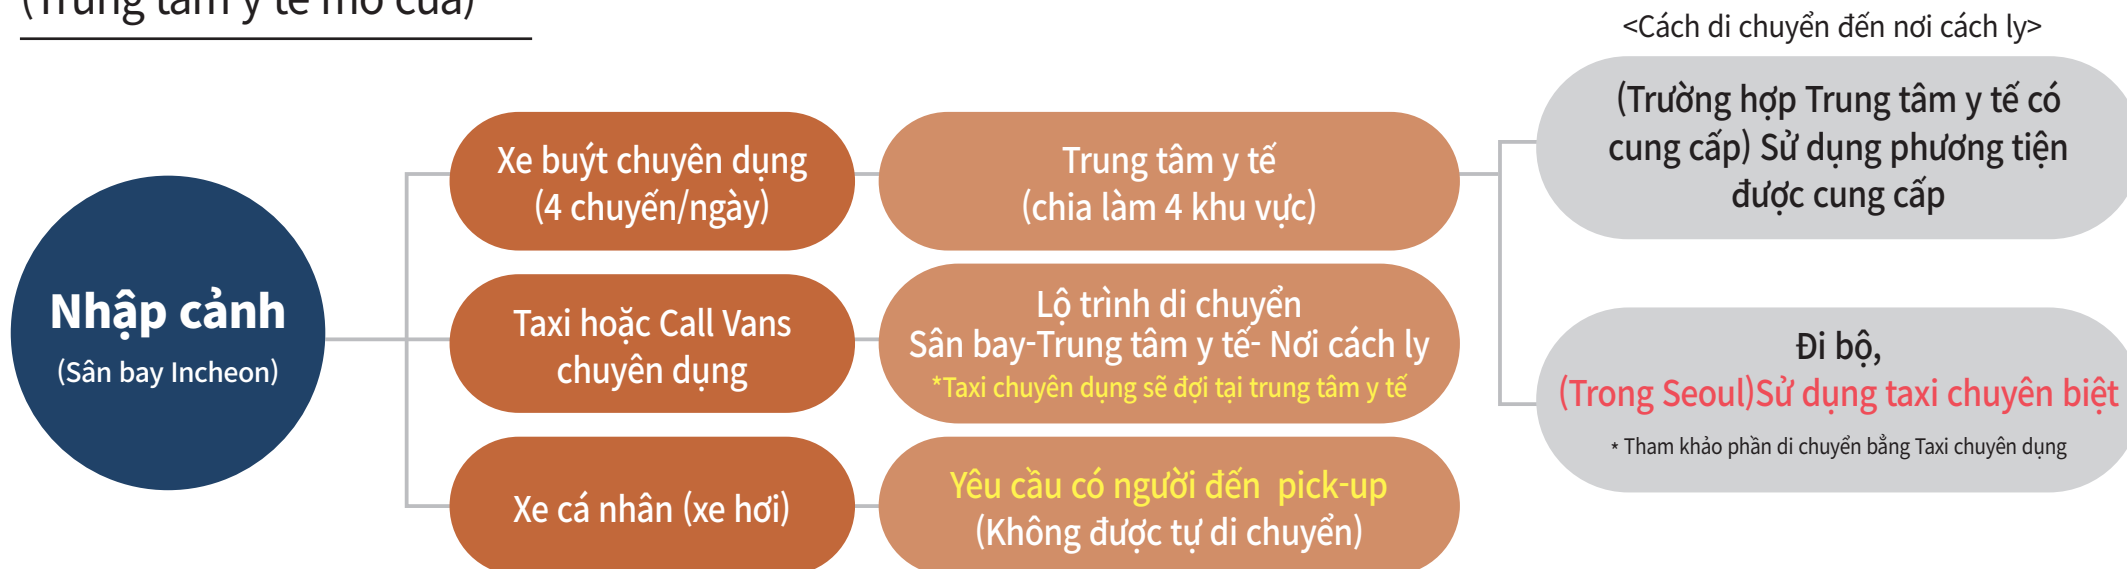 (Trung tâm y tế mở cửa)
<Cách di chuyển đến nơi cách ly>
Nhập cảnh
(Sân bay Incheon)
Xe buýt chuyên dụng
(4 chuyến/ngày)
Trung tâm y tế
(chia làm 4 khu vực)
(Trường hợp Trung tâm y tế có
cung cấp) Sử dụng phương tiện
được cung cấp
Đi bộ,
(Trong Seoul)Sử dụng taxi chuyên biệt
* Tham khảo phần di chuyển bằng Taxi chuyên dụng
Taxi hoặc Call Vans
chuyên dụng
Lộ trình di chuyển
Sân bay-Trung tâm y tế- Nơi cách ly
*Taxi chuyên dụng sẽ đợi tại trung tâm y tế
Xe cá nhân (xe hơi)
Yêu cầu có người đến pick-up
(Không được tự di chuyển)